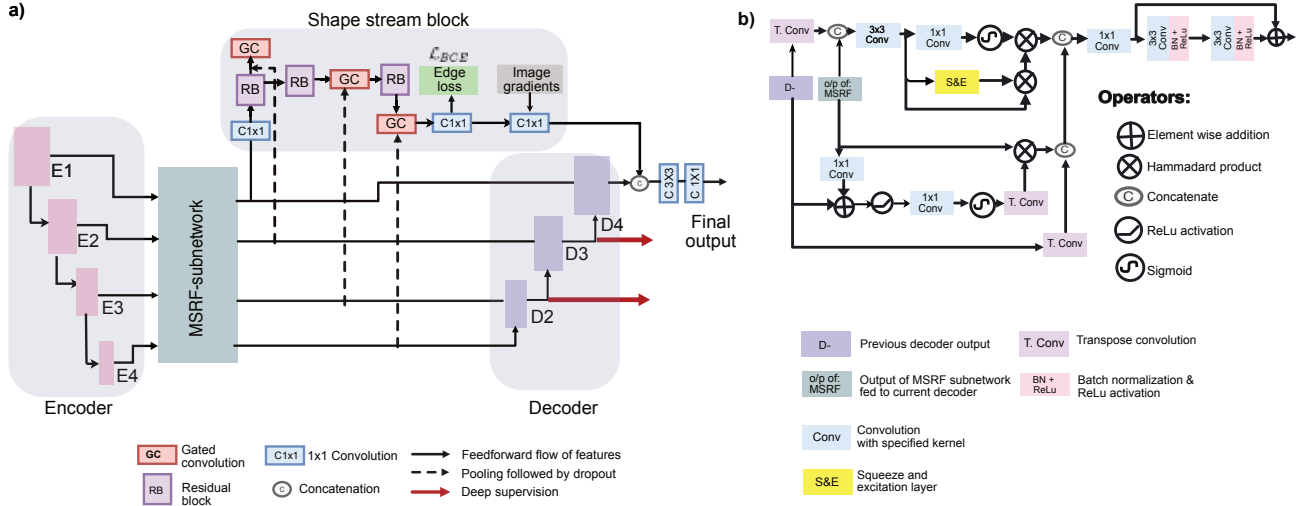 a)
Shape stream block
GC
RB
RB
GC
RB
ℒBCE
Edge
loss
Image
gradients
C1x1
GC
C1x1
C1x1
E1
E2
E3
E4
Encoder
MSRF-subnetwork
D4
D3
D2
Decoder
C
C 3X3
C 1X1
Final
output
GC
Gated
convolution
C1x1
1x1 Convolution
Feedforward flow of features
RB
Residual
block
C
Concatenation
Pooling followed by dropout
Deep supervision
b)
T. Conv
C
3x3
Conv
1x1
Conv
C
1x1
Conv
3x3
Conv
BN +
ReLu
3x3
Conv
BN +
ReLu
S&E
D-
o/p of:
MSRF
1x1
Conv
1x1
Conv
T. Conv
C
T. Conv
Operators:
Element wise addition
Hammadard product
C
Concatenate
ReLu activation
Sigmoid
D-
Previous decoder output
T. Conv
Transpose convolution
o/p of:
MSRF
Output of MSRF subnetwork
fed to current decoder
BN +
ReLu
Batch normalization &
ReLu activation
Conv
Convolution
with specified kernel
S&E
Squeeze and
excitation layer